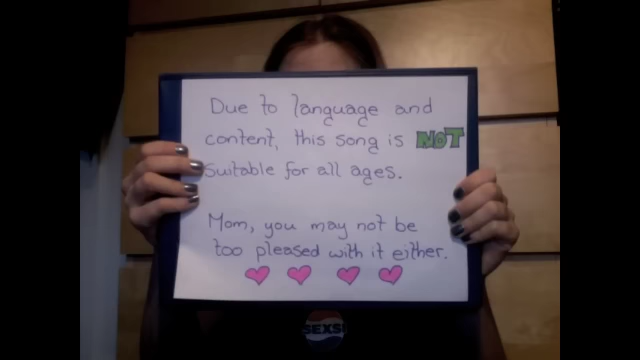 Due to language and
content, this song is NOT
suitable for all ages.
Mom, you may not be
too pleased with it either.
SEXSI